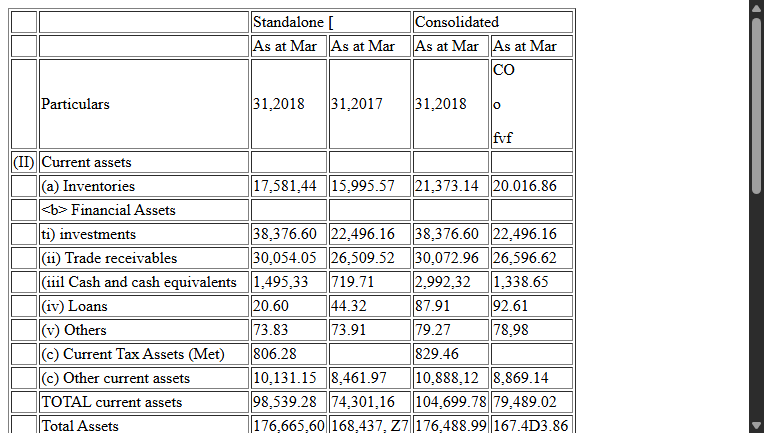 Standalone [ Consolidated
As at Mar As at Mar As at Mar As at Mar
Particulars 31,2018 31,2017 31,2018 CO
o
fvf
(II) Current assets
(a) Inventories 17,581,44 15,995.57 21,373.14 20.016.86
<b> Financial Assets
ti) investments 38,376.60 22,496.16 38,376.60 22,496.16
(ii) Trade receivables 30,054.05 26,509.52 30,072.96 26,596.62
(iiil Cash and cash equivalents 1,495,33 719.71 2,992,32 1,338.65
(iv) Loans 20.60 44.32 87.91 92.61
(v) Others 73.83 73.91 79.27 78,98
(c) Current Tax Assets (Met) 806.28 829.46
(c) Other current assets 10,131.15 8,461.97 10,888,12 8,869.14
TOTAL current assets 98,539.28 74,301,16 104,699.78 79,489.02
Total Assets 176,665,60 168,437, Z7 176,488.99 167.4D3.86